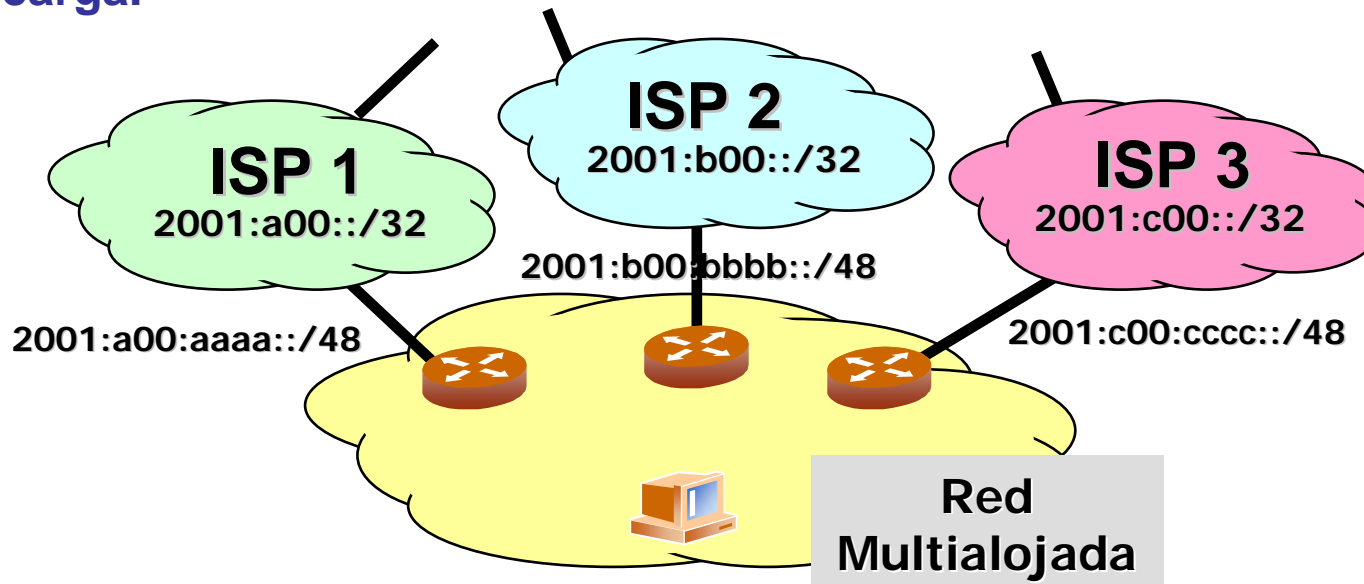 carga.
ISP 1
2001:a00::/32
ISP 2
2001:b00::/32
ISP 3
2001:c00::/32
2001:b00:bbbb::/48
2001:a00:aaaa::/48
2001:c00:cccc::/48
Red
Multialojada